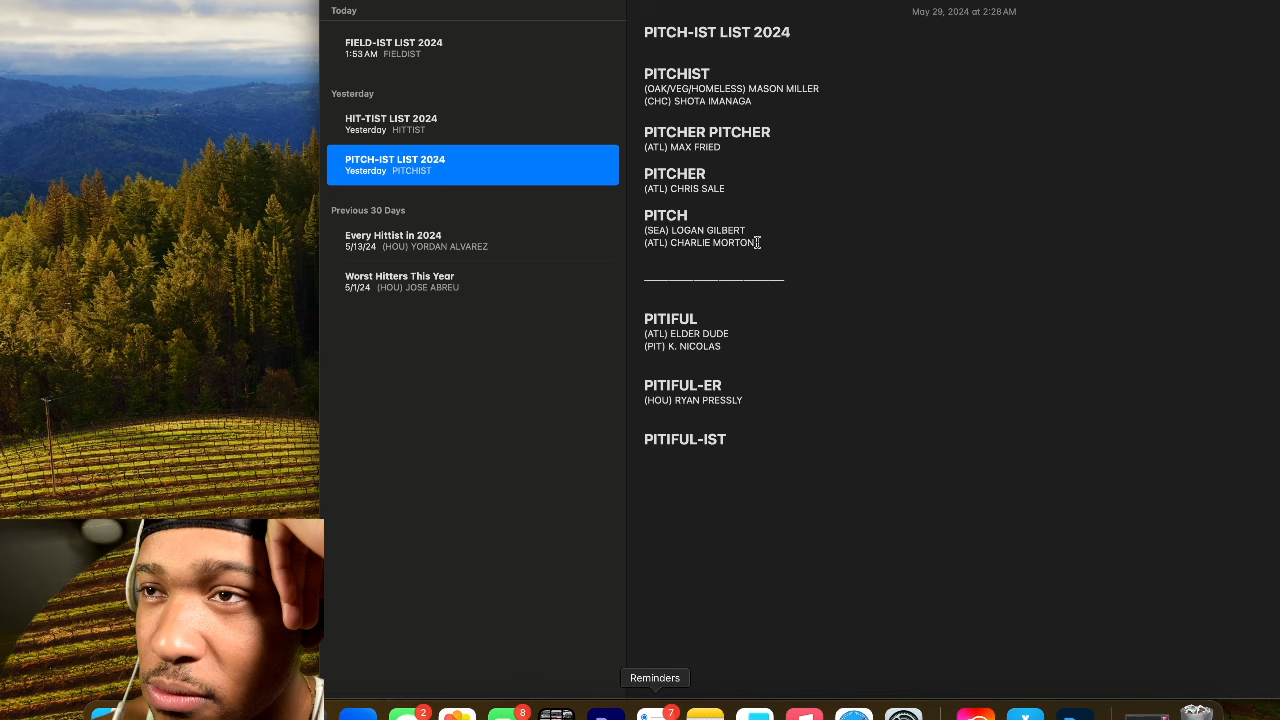 Today
FIELD-IST LIST 2024
1:53 AM FIELDIST
Yesterday
HIT-TIST LIST 2024
Yesterday HITTIST
PITCH-IST LIST 2024
Yesterday PITCHIST
Previous 30 Days
Every Hittist in 2024
5/13/24 (HOU) YORDAN ALVAREZ
Worst Hitters This Year
5/1/24 (HOU) JOSE ABREU
May 29, 2024 at 2:28 AM
PITCH-IST LIST 2024
PITCHIST
(OAK/VEG/HOMELESS) MASON MILLER
(CHC) SHOTA IMANAGA
PITCHER PITCHER
(ATL) MAX FRIED
PITCHER
(ATL) CHRIS SALE
PITCH
(SEA) LOGAN GILBERT
(ATL) CHARLIE MORTON
PITIFUL
(ATL) ELDER DUDE
(PIT) K. NICOLAS
PITIFUL-ER
(HOU) RYAN PRESSLY
PITIFUL-IST
Reminders
2
8
7